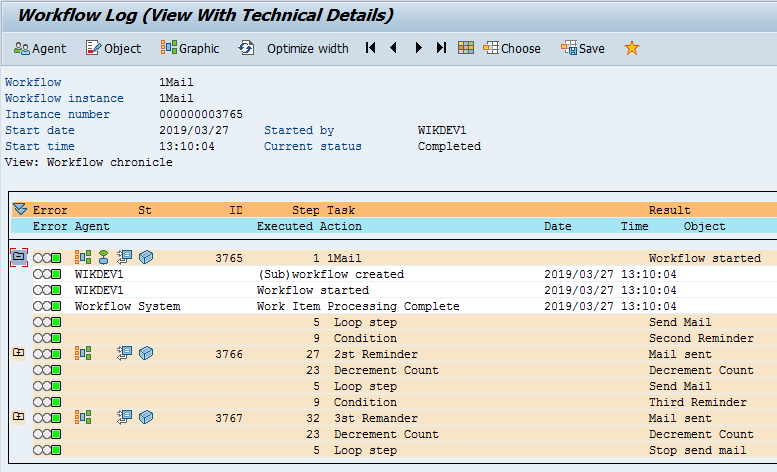 Workflow Log (View With Technical Details)
Agent Object Graphic Optimize width Choose Save
Workflow 1Mail
Workflow instance 1Mail
Instance number 000000003765
Start date 2019/03/27 Started by WIKDEV1
Start time 13:10:04 Current status Completed
View: Workflow chronicle
Error St ID Step Task Result
Error Agent Executed Action Date Time Object
3765 1 1Mail Workflow started
WIKDEV1 (Sub)workflow created 2019/03/27 13:10:04
WIKDEV1 Workflow started 2019/03/27 13:10:04
Workflow System Work Item Processing Complete 2019/03/27 13:10:04
5 Loop step Send Mail
9 Condition Second Reminder
3766 27 2st Reminder Mail sent
23 Decrement Count Decrement Count
5 Loop step Send Mail
9 Condition Third Reminder
3767 32 3st Remander Mail sent
23 Decrement Count Decrement Count
5 Loop step Stop send mail